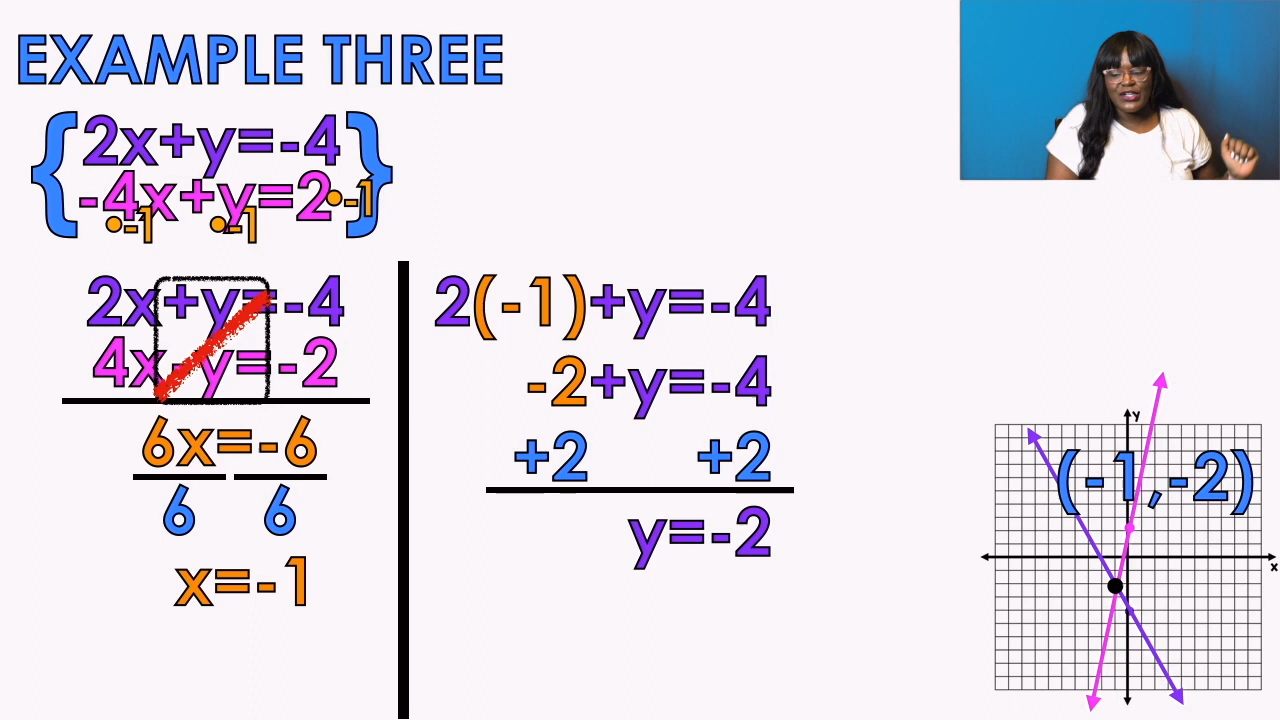 EXAMPLE THREE
{2x+y=-4}
-4x+y=2•-1
•-1 •-1
2x+y=-4
4x-y=-2
6x=-6
6 6
x=-1
2(-1)+y=-4
-2+y=-4
+2 +2
y=-2
y
(-1,-2)
x